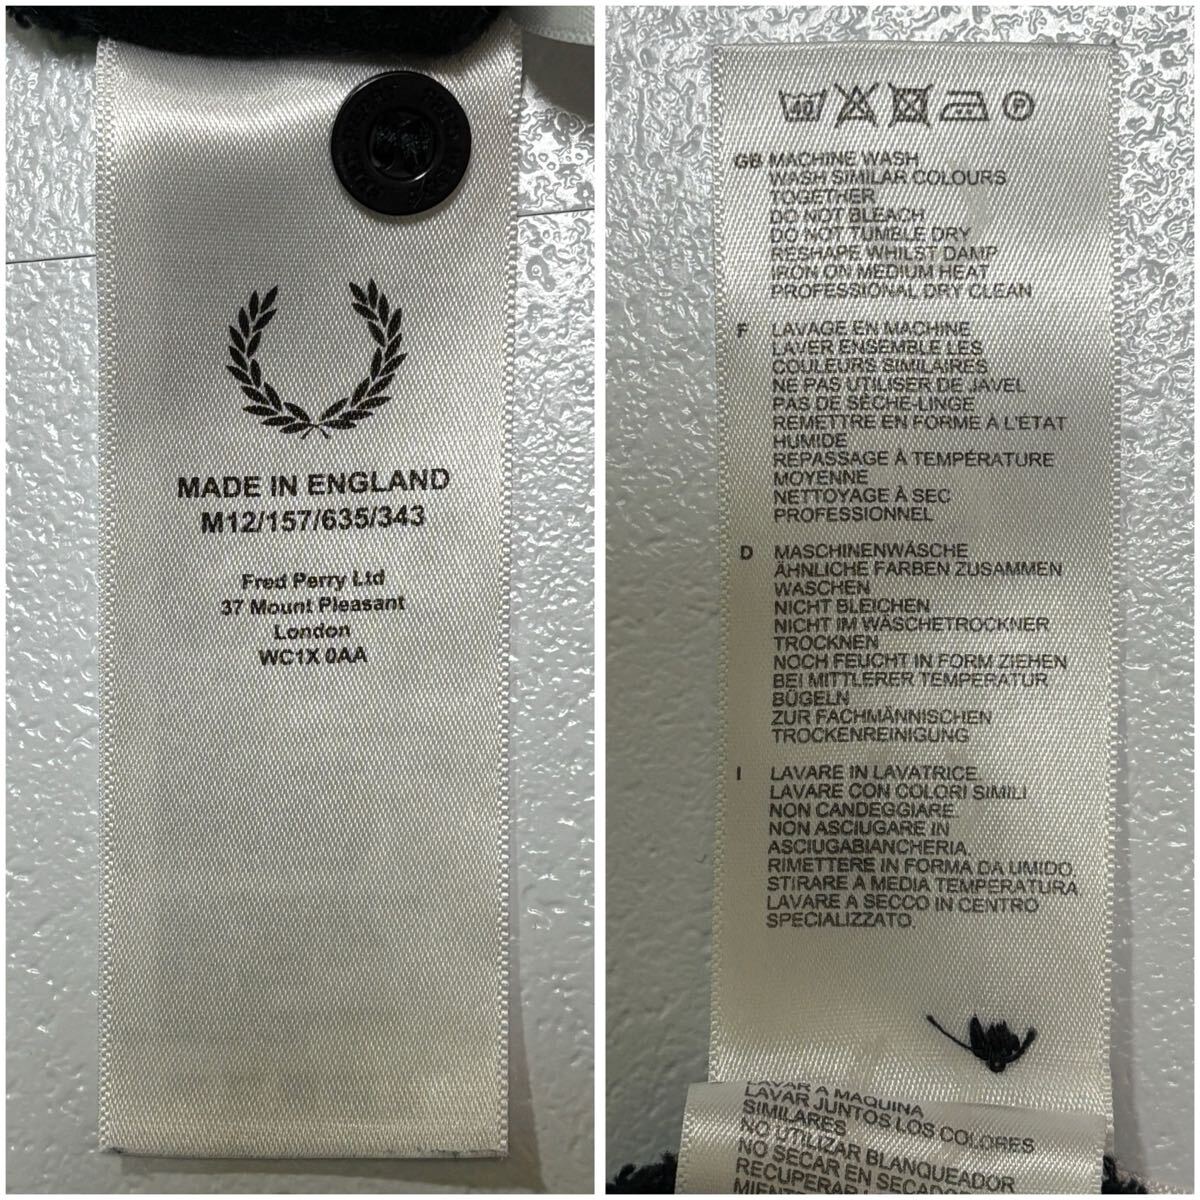 MADE IN ENGLAND
M12/157/635/343
Fred Perry Ltd
37 Mount Pleasant
London
WC1X 0AA
40
P
GB MACHINE WASH
WASH SIMILAR COLOURS
TOGETHER
DO NOT BLEACH
DO NOT TUMBLE DRY
RESHAPE WHILST DAMP
IRON ON MEDIUM HEAT
PROFESSIONAL DRY CLEAN
F LAVAGE EN MACHINE
LAVER ENSEMBLE LES
COULEURS SIMILAIRES
NE PAS UTILISER DE JAVEL
PAS DE SÈCHE-LINGE
REMETTRE EN FORME À L'ÉTAT
HUMIDE
REPASSAGE À TEMPÉRATURE
MOYENNE
NETTOYAGE À SEC
PROFESSIONNEL
D MASCHINENWÄSCHE
ÄHNLICHE FARBEN ZUSAMMEN
WASCHEN
NICHT BLEICHEN
NICHT IM WÄSCHETROCKNER
TROCKNEN
NOCH FEUCHT IN FORM ZIEHEN
BEI MITTLERER TEMPERATUR
BÜGELN
ZUR FACHMÄNNISCHEN
TROCKENREINIGUNG
I LAVARE IN LAVATRICE.
LAVARE CON COLORI SIMILI
NON CANDEGGIARE.
NON ASCIUGARE IN
ASCIUGABIANCHERIA.
RIMETTERE IN FORMA DA UMIDO.
STIRARE A MEDIA TEMPERATURA
LAVARE A SECCO IN CENTRO
SPECIALIZZATO.
LAVAR A MAQUINA
LAVAR JUNTOS LOS COLORES
SIMILARES
NO UTILIZAR BLANQUEADOR
NO SECAR EN SECADO
RECUPERAR